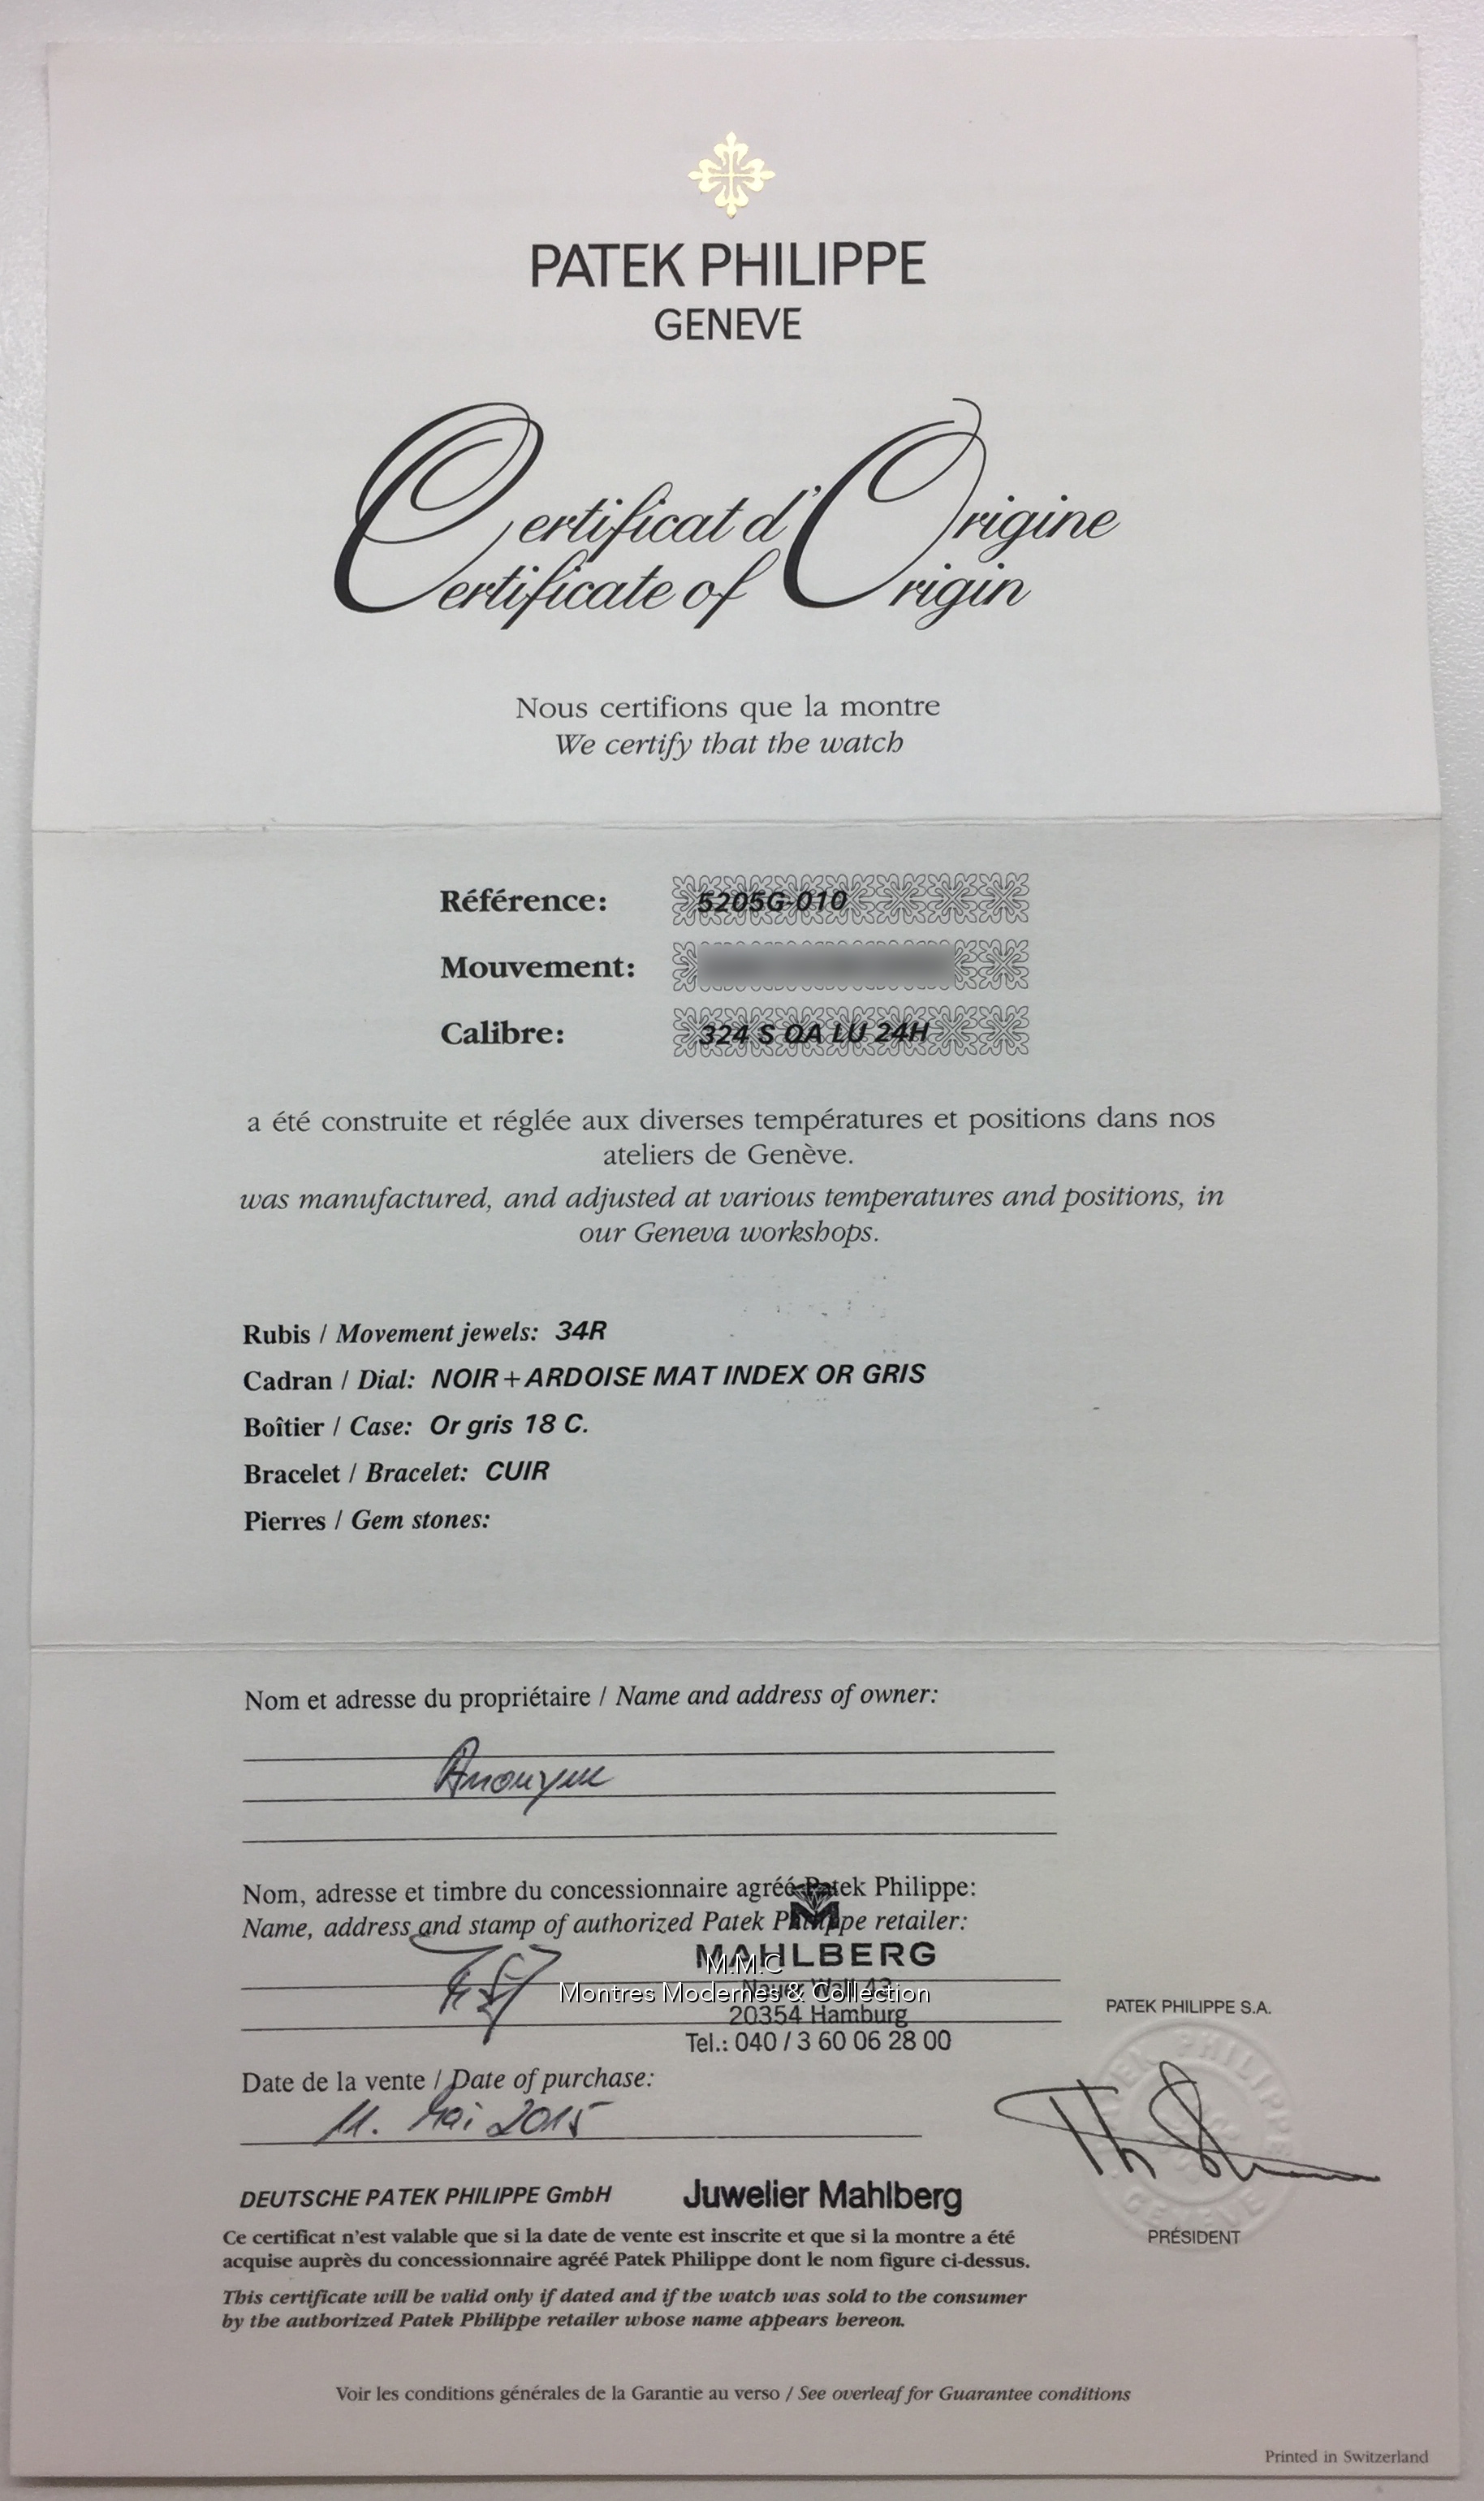 PATEK PHILIPPE
GENEVE
Certificat d'Origine
Certificate of Origin
Nous certifions que la montre
We certify that the watch
Référence: 5205G-010
Mouvement:
Calibre: 324 S QA LU 24H
a été construite et réglée aux diverses températures et positions dans nos
ateliers de Genève.
was manufactured, and adjusted at various temperatures and positions, in
our Geneva workshops.
Rubis / Movement jewels: 34R
Cadran / Dial: NOIR+ARDOISE MAT INDEX OR GRIS
Boîtier / Case: Or gris 18 C.
Bracelet / Bracelet: CUIR
Pierres / Gem stones:
Nom et adresse du propriétaire / Name and address of owner:
Anonym
Nom, adresse et timbre du concessionnaire agréé Patek Philippe:
Name, address and stamp of authorized Patek Philippe retailer:
MAHLBERG
M.M.C
Neuer Wall 43
Montres Modernes & Collection
20354 Hamburg
Tel.: 040 / 3 60 06 28 00
PATEK PHILIPPE S.A.
Date de la vente / Date of purchase:
11. Mai 2015
PATEK PHILIPPE
GENEVE
DEUTSCHE PATEK PHILIPPE GmbH
Juwelier Mahlberg
PRÉSIDENT
Ce certificat n'est valable que si la date de vente est inscrite et que si la montre a été
acquise auprès du concessionnaire agréé Patek Philippe dont le nom figure ci-dessus.
This certificate will be valid only if dated and if the watch was sold to the consumer
by the authorized Patek Philippe retailer whose name appears hereon.
Voir les conditions générales de la Garantie au verso / See overleaf for Guarantee conditions
Printed in Switzerland